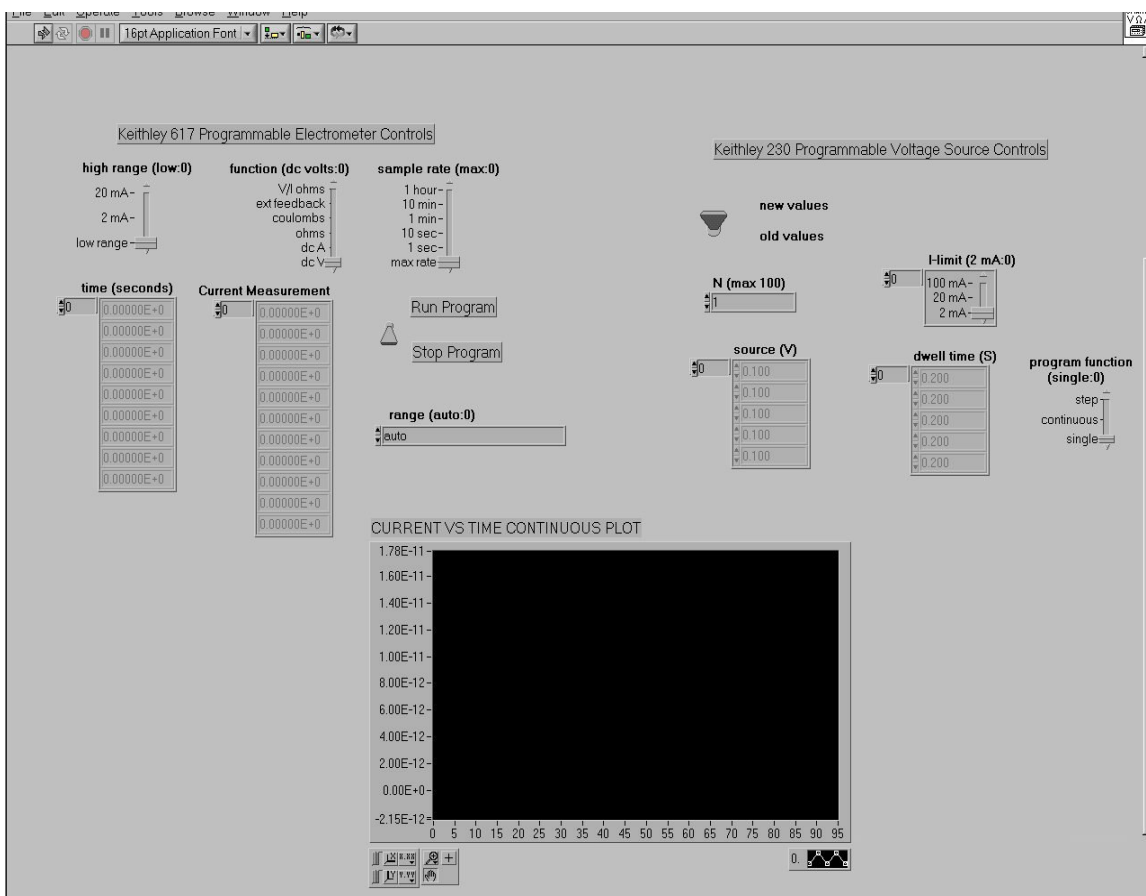 File Edit Operate Tools Browse Window Help
16pt Application Font
Keithley 617 Programmable Electrometer Controls
high range (low:0)
20 mA
2 mA
low range
function (dc volts:0)
V/I ohms
ext feedback
coulombs
ohms
dc A
dc V
sample rate (max:0)
1 hour
10 min
1 min
10 sec
1 sec
max rate
time (seconds)
0
0.00000E+0
0.00000E+0
0.00000E+0
0.00000E+0
0.00000E+0
0.00000E+0
0.00000E+0
0.00000E+0
0.00000E+0
Current Measurement
0
0.00000E+0
0.00000E+0
0.00000E+0
0.00000E+0
0.00000E+0
0.00000E+0
0.00000E+0
0.00000E+0
0.00000E+0
0.00000E+0
0.00000E+0
Run Program
Stop Program
range (auto:0)
auto
Keithley 230 Programmable Voltage Source Controls
new values
old values
N (max 100)
1
I-limit (2 mA:0)
0
100 mA
20 mA
2 mA
source (V)
0
0.100
0.100
0.100
0.100
0.100
dwell time (S)
0
0.200
0.200
0.200
0.200
0.200
program function
(single:0)
step
continuous
single
CURRENT VS TIME CONTINUOUS PLOT
1.78E-11
1.60E-11
1.40E-11
1.20E-11
1.00E-11
8.00E-12
6.00E-12
4.00E-12
2.00E-12
0.00E+0
-2.15E-12
0 5 10 15 20 25 30 35 40 45 50 55 60 65 70 75 80 85 90 95
X X.XX
Y Y.YY
0.